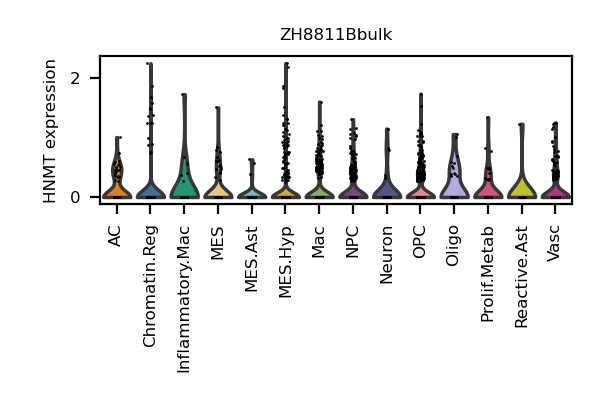 ZH8811Bbulk
HNMT expression
2
0
AC
Chromatin.Reg
Inflammatory.Mac
MES
MES.Ast
MES.Hyp
Mac
NPC
Neuron
OPC
Oligo
Prolif.Metab
Reactive.Ast
Vasc